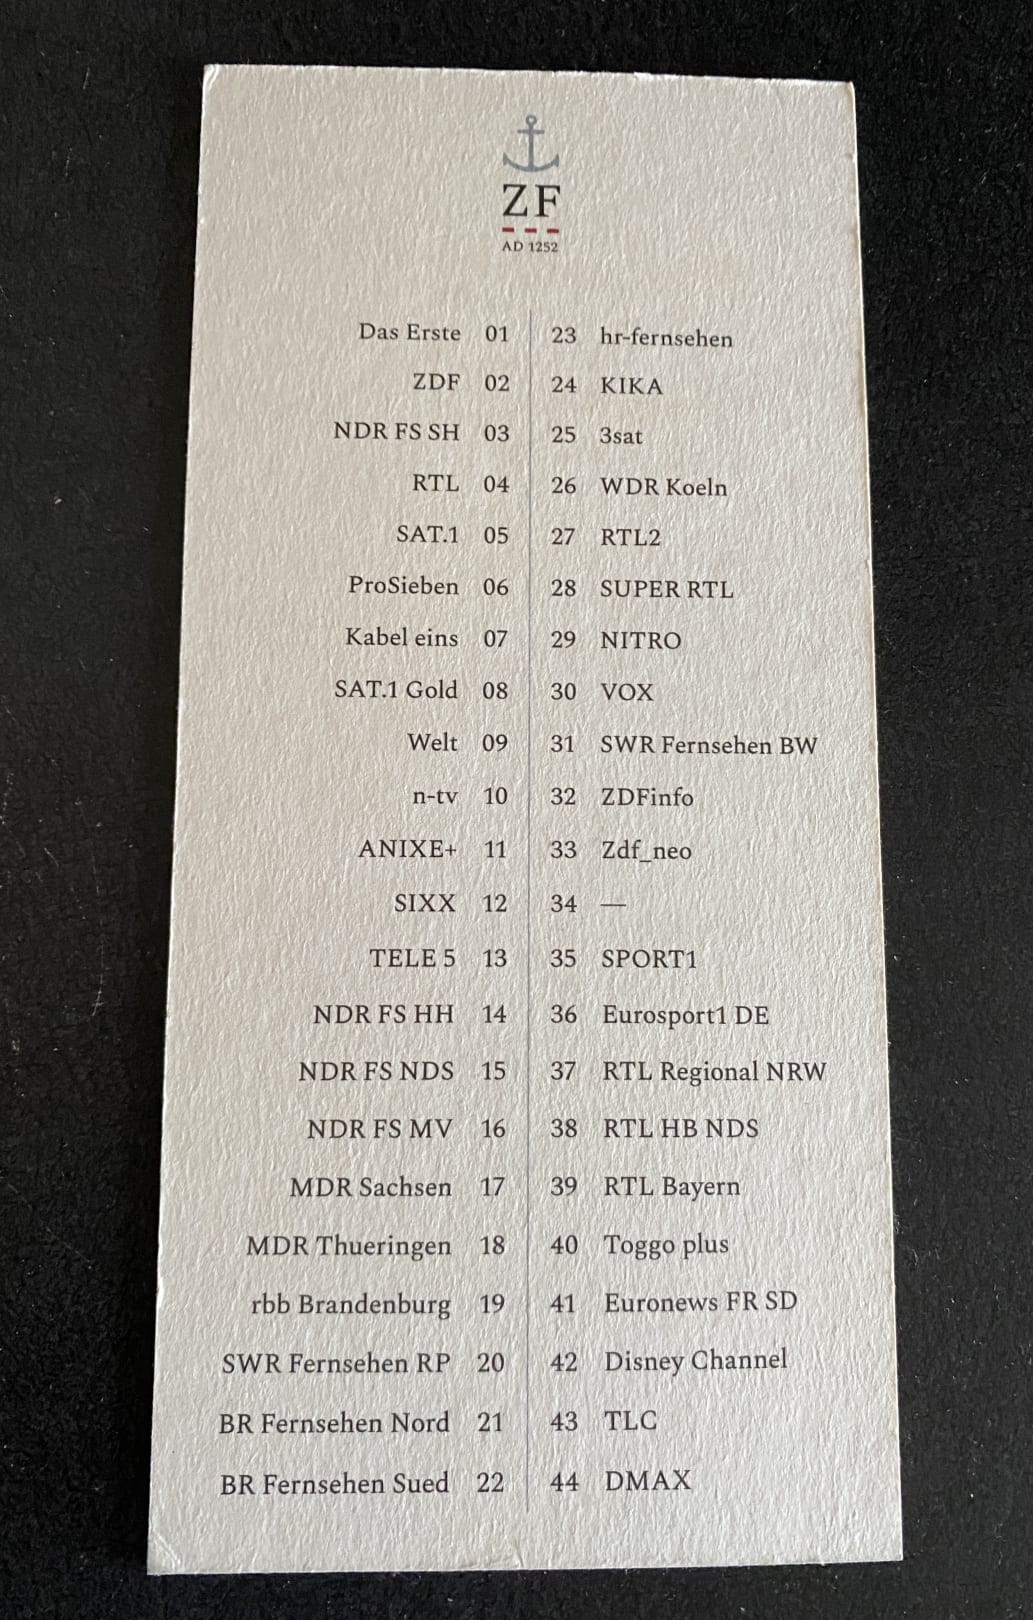 ZF
AD 1252
Das Erste 01
ZDF 02
NDR FS SH 03
RTL 04
SAT.1 05
ProSieben 06
Kabel eins 07
SAT.1 Gold 08
Welt 09
n-tv 10
ANIXE+ 11
SIXX 12
TELE 5 13
NDR FS HH 14
NDR FS NDS 15
NDR FS MV 16
MDR Sachsen 17
MDR Thueringen 18
rbb Brandenburg 19
SWR Fernsehen RP 20
BR Fernsehen Nord 21
BR Fernsehen Sued 22
23 hr-fernsehen
24 KIKA
25 3sat
26 WDR Koeln
27 RTL2
28 SUPER RTL
29 NITRO
30 VOX
31 SWR Fernsehen BW
32 ZDFinfo
33 Zdf_neo
34 —
35 SPORT1
36 Eurosport1 DE
37 RTL Regional NRW
38 RTL HB NDS
39 RTL Bayern
40 Toggo plus
41 Euronews FR SD
42 Disney Channel
43 TLC
44 DMAX